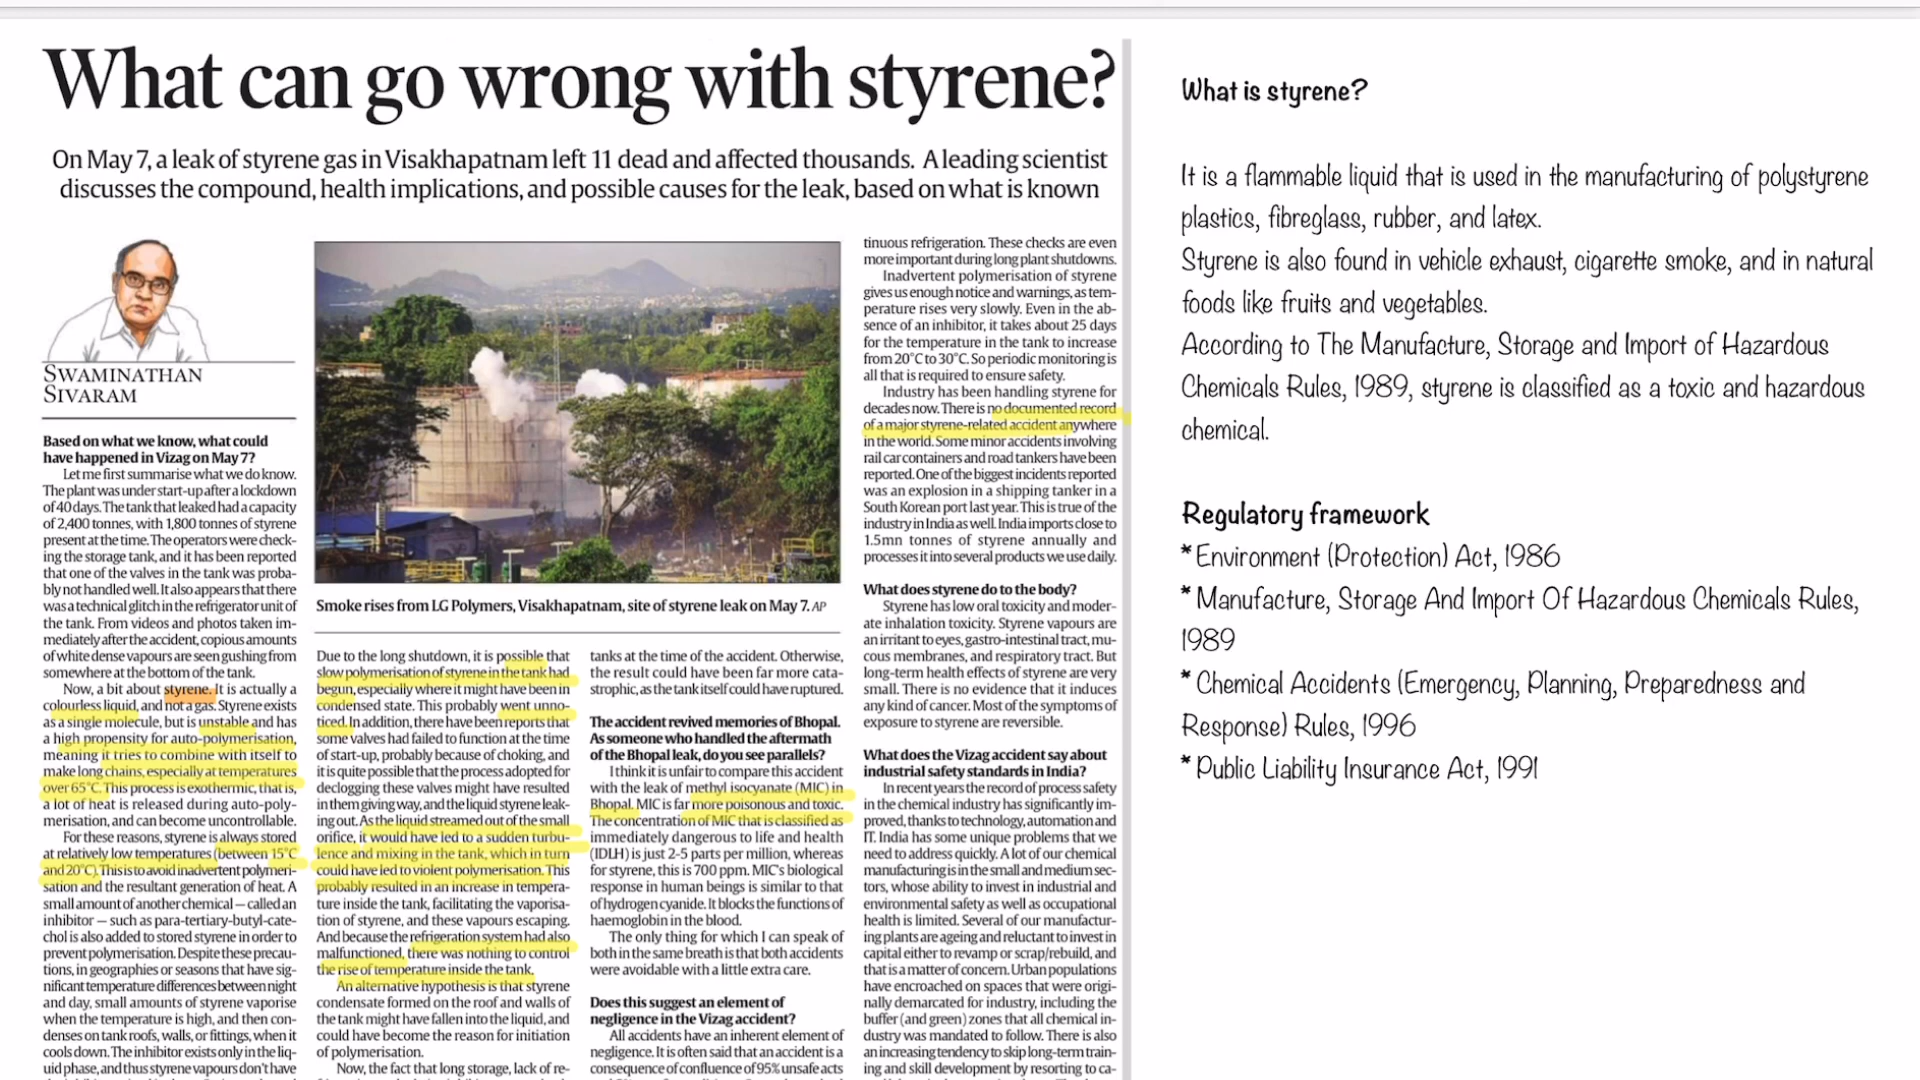 What can go wrong with styrene?
On May 7, a leak of styrene gas in Visakhapatnam left 11 dead and affected thousands. A leading scientist
discusses the compound, health implications, and possible causes for the leak, based on what is known
SWAMINATHAN
SIVARAM
Based on what we know, what could
have happened in Vizag on May 7?
Let me first summarise what we do know.
The plant was under start-up after a lockdown
of 40 days. The tank that leaked had a capacity
of 2,400 tonnes, with 1,800 tonnes of styrene
present at the time. The operators were check-
ing the storage tank, and it has been reported
that one of the valves in the tank was proba-
bly not handled well. It also appears that there
was a technical glitch in the refrigerator unit of
the tank. From videos and photos taken im-
mediately after the accident, copious amounts
of white dense vapours are seen gushing from
somewhere at the bottom of the tank.
Now, a bit about styrene. It is actually a
colourless liquid, and not a gas. Styrene exists
as a single molecule, but is unstable and has
a high propensity for auto-polymerisation,
meaning it tries to combine with itself to
make long chains, especially at temperatures
over 65°C. This process is exothermic, that is,
a lot of heat is released during auto-poly-
merisation, and can become uncontrollable.
For these reasons, styrene is always stored
at relatively low temperatures (between 15°C
and 20°C). This is to avoid inadvertent polymeri-
sation and the resultant generation of heat. A
small amount of another chemical — called an
inhibitor — such as para-tertiary-butyl-cate-
chol is also added to stored styrene in order to
prevent polymerisation. Despite these precau-
tions, in geographies or seasons that have sig-
nificant temperature differences between night
and day, small amounts of styrene vaporise
when the temperature is high, and then con-
denses on tank roofs, walls, or fittings, when it
cools down. The inhibitor exists only in the liq-
uid phase, and thus styrene vapours don't have
Smoke rises from LG Polymers, Visakhapatnam, site of styrene leak on May 7. AP
Due to the long shutdown, it is possible that
slow polymerisation of styrene in the tank had
begun, especially where it might have been in
condensed state. This probably went unno-
ticed. In addition, there have been reports that
some valves had failed to function at the time
of start-up, probably because of choking, and
it is quite possible that the process adopted for
declogging these valves might have resulted
in them giving way, and the liquid styrene leak-
ing out. As the liquid streamed out of the small
orifice, it would have led to a sudden turbu-
lence and mixing in the tank, which in turn
could have led to violent polymerisation. This
probably resulted in an increase in tempera-
ture inside the tank, facilitating the vaporisa-
tion of styrene, and these vapours escaping.
And because the refrigeration system had also
malfunctioned, there was nothing to control
the rise of temperature inside the tank.
An alternative hypothesis is that styrene
condensate formed on the roof and walls of
the tank might have fallen into the liquid, and
could have become the reason for initiation
of polymerisation.
Now, the fact that long storage, lack of re-
tanks at the time of the accident. Otherwise,
the result could have been far more cata-
strophic, as the tank itself could have ruptured.
The accident revived memories of Bhopal.
As someone who handled the aftermath
of the Bhopal leak, do you see parallels?
I think it is unfair to compare this accident
with the leak of methyl isocyanate (MIC) in
Bhopal. MIC is far more poisonous and toxic.
The concentration of MIC that is classified as
immediately dangerous to life and health
(IDLH) is just 2-5 parts per million, whereas
for styrene, this is 700 ppm. MIC's biological
response in human beings is similar to that
of hydrogen cyanide. It blocks the functions of
haemoglobin in the blood.
The only thing for which I can speak of
both in the same breath is that both accidents
were avoidable with a little extra care.
Does this suggest an element of
negligence in the Vizag accident?
All accidents have an inherent element of
negligence. It is often said that an accident is a
consequence of confluence of 95% unsafe acts
tinuous refrigeration. These checks are even
more important during long plant shutdowns.
Inadvertent polymerisation of styrene
gives us enough notice and warnings, as tem-
perature rises very slowly. Even in the ab-
sence of an inhibitor, it takes about 25 days
for the temperature in the tank to increase
from 20°C to 30°C. So periodic monitoring is
all that is required to ensure safety.
Industry has been handling styrene for
decades now. There is no documented record
of a major styrene-related accident anywhere
in the world. Some minor accidents involving
rail car containers and road tankers have been
reported. One of the biggest incidents reported
was an explosion in a shipping tanker in a
South Korean port last year. This is true of the
industry in India as well. India imports close to
1.5mn tonnes of styrene annually and
processes it into several products we use daily.
What does styrene do to the body?
Styrene has low oral toxicity and moder-
ate inhalation toxicity. Styrene vapours are
an irritant to eyes, gastro-intestinal tract, mu-
cous membranes, and respiratory tract. But
long-term health effects of styrene are very
small. There is no evidence that it induces
any kind of cancer. Most of the symptoms of
exposure to styrene are reversible.
What does the Vizag accident say about
industrial safety standards in India?
In recent years the record of process safety
in the chemical industry has significantly im-
proved, thanks to technology, automation and
IT. India has some unique problems that we
need to address quickly. A lot of our chemical
manufacturing is in the small and medium sec-
tors, whose ability to invest in industrial and
environmental safety as well as occupational
health is limited. Several of our manufactur-
ing plants are ageing and reluctant to invest in
capital either to revamp or scrap/rebuild, and
that is a matter of concern. Urban populations
have encroached on spaces that were origi-
nally demarcated for industry, including the
buffer (and green) zones that all chemical in-
dustry was mandated to follow. There is also
an increasing tendency to skip long-term train-
ing and skill development by resorting to ca-
What is styrene?
It is a flammable liquid that is used in the manufacturing of polystyrene
plastics, fibreglass, rubber, and latex.
Styrene is also found in vehicle exhaust, cigarette smoke, and in natural
foods like fruits and vegetables.
According to The Manufacture, Storage and Import of Hazardous
Chemicals Rules, 1989, styrene is classified as a toxic and hazardous
chemical.
Regulatory framework
* Environment (Protection) Act, 1986
* Manufacture, Storage And Import Of Hazardous Chemicals Rules,
1989
* Chemical Accidents (Emergency, Planning, Preparedness and
Response) Rules, 1996
* Public Liability Insurance Act, 1991